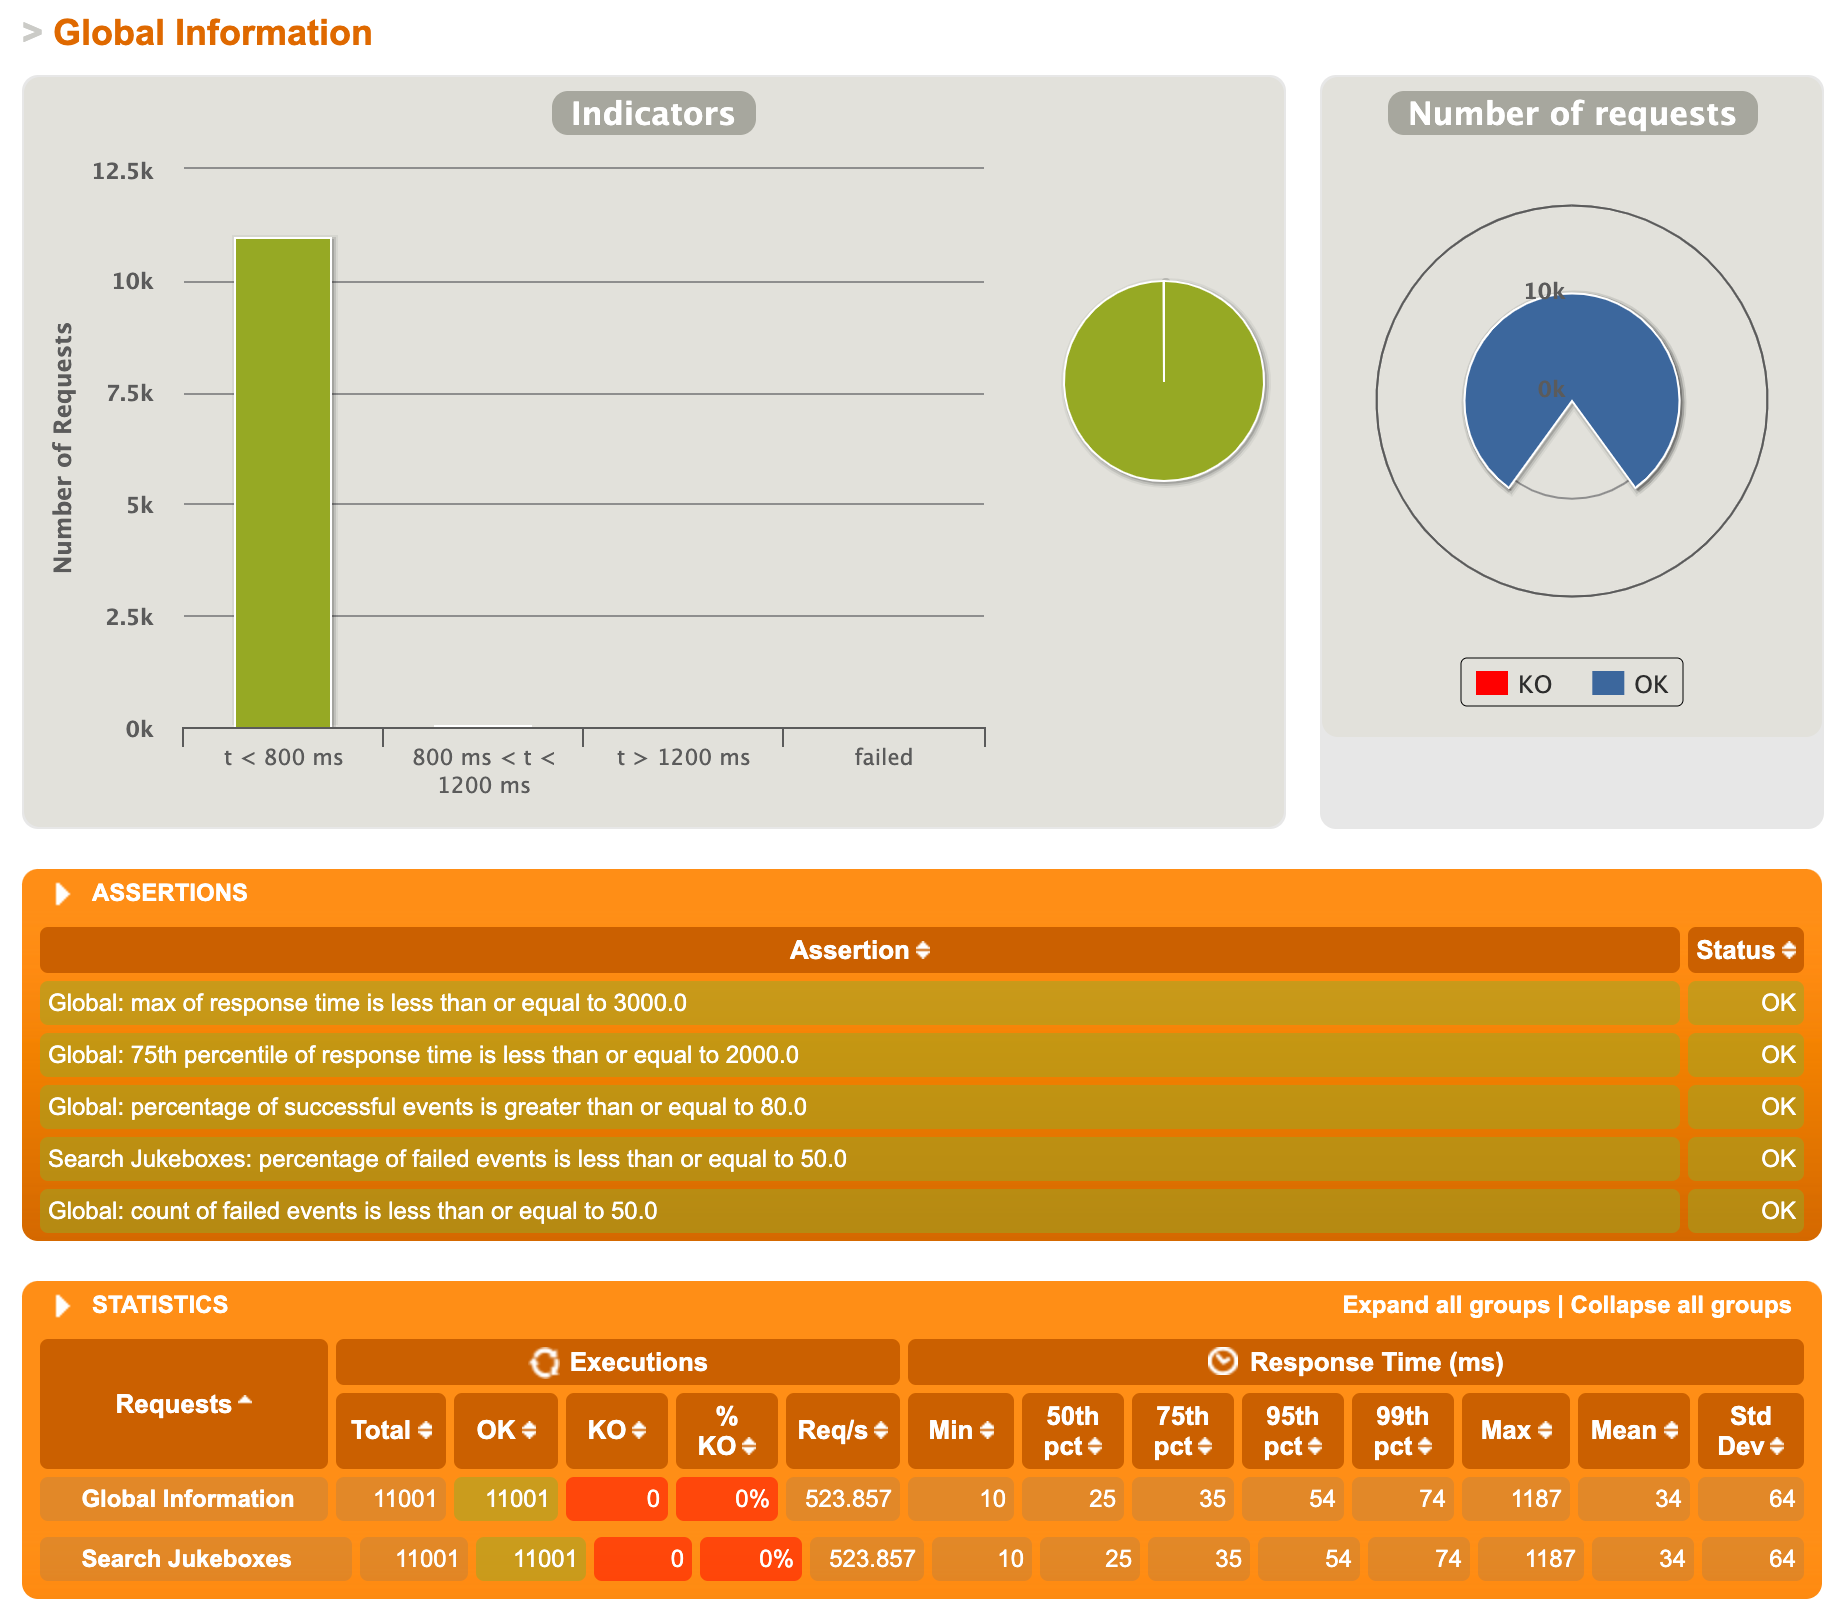 > Global Information
Indicators
12.5k
10k
7.5k
5k
2.5k
0k
Number of Requests
t < 800 ms
800 ms < t <
1200 ms
t > 1200 ms
failed
Number of requests
10k
0k
KO OK
ASSERTIONS
Assertion Status
Global: max of response time is less than or equal to 3000.0 OK
Global: 75th percentile of response time is less than or equal to 2000.0 OK
Global: percentage of successful events is greater than or equal to 80.0 OK
Search Jukeboxes: percentage of failed events is less than or equal to 50.0 OK
Global: count of failed events is less than or equal to 50.0 OK
STATISTICS Expand all groups | Collapse all groups
Requests Executions Response Time (ms)
Total OK KO % KO Req/s Min 50th pct 75th pct 95th pct 99th pct Max Mean Std Dev
Global Information 11001 11001 0 0% 523.857 10 25 35 54 74 1187 34 64
Search Jukeboxes 11001 11001 0 0% 523.857 10 25 35 54 74 1187 34 64